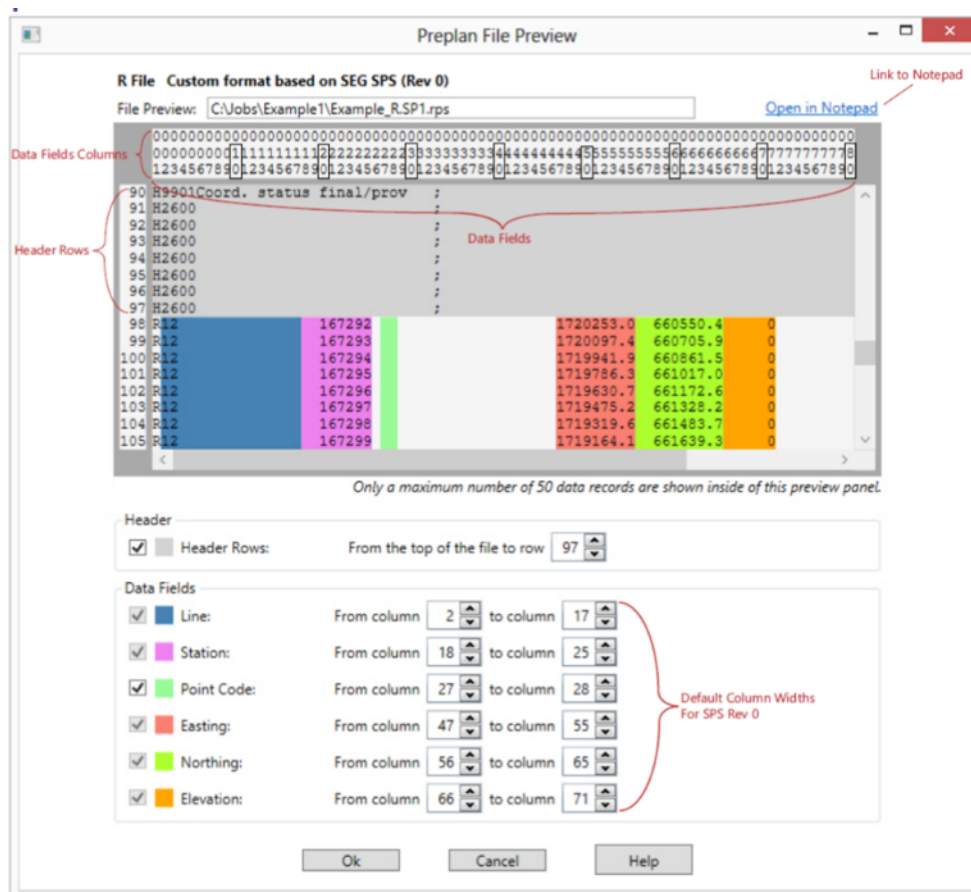 Preplan File Preview
R File Custom format based on SEG SPS (Rev 0)
Link to Notepad
File Preview: C:\Jobs\Example1\Example_R.SP1.rps Open in Notepad
Data Fields Columns
00000000000000000000000000000000000000000000000000000000000000000000000000000000
00000000011111111112222222222333333333344444444445555555555666666666677777777778
12345678901234567890123456789012345678901234567890123456789012345678901234567890
90 H9901Coord. status final/prov ;
91 H2600 ;
92 H2600 ;
93 H2600 ;
94 H2600 ;
95 H2600 ;
96 H2600 ;
97 H2600 ;
Data Fields
Header Rows
98 R12 167292 1720253.0 660550.4 0
99 R12 167293 1720097.4 660705.9 0
100 R12 167294 1719941.9 660861.5 0
101 R12 167295 1719786.3 661017.0 0
102 R12 167296 1719630.7 661172.6 0
103 R12 167297 1719475.2 661328.2 0
104 R12 167298 1719319.6 661483.7 0
105 R12 167299 1719164.1 661639.3 0
Only a maximum number of 50 data records are shown inside of this preview panel.
Header
Header Rows: From the top of the file to row 97
Data Fields
Line: From column 2 to column 17
Station: From column 18 to column 25
Point Code: From column 27 to column 28
Easting: From column 47 to column 55
Northing: From column 56 to column 65
Elevation: From column 66 to column 71
Default Column Widths
For SPS Rev 0
Ok Cancel Help